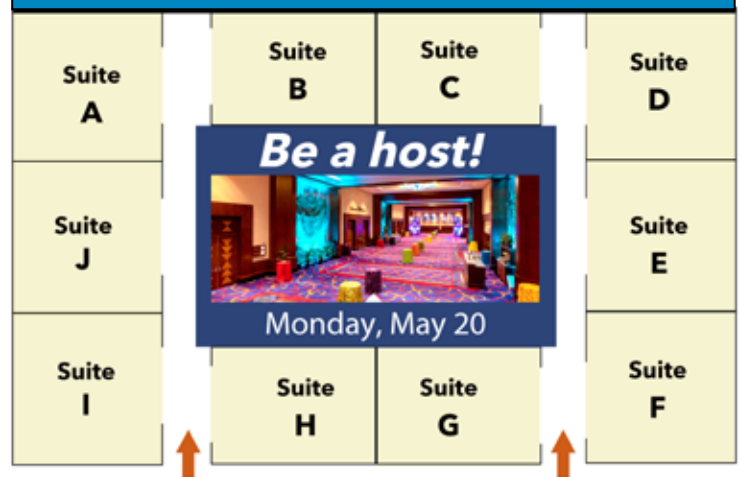 Suite
A
Suite
B
Suite
C
Suite
D
Be a host!
Suite
J
Suite
E
Monday, May 20
Suite
I
Suite
H
Suite
G
Suite
F